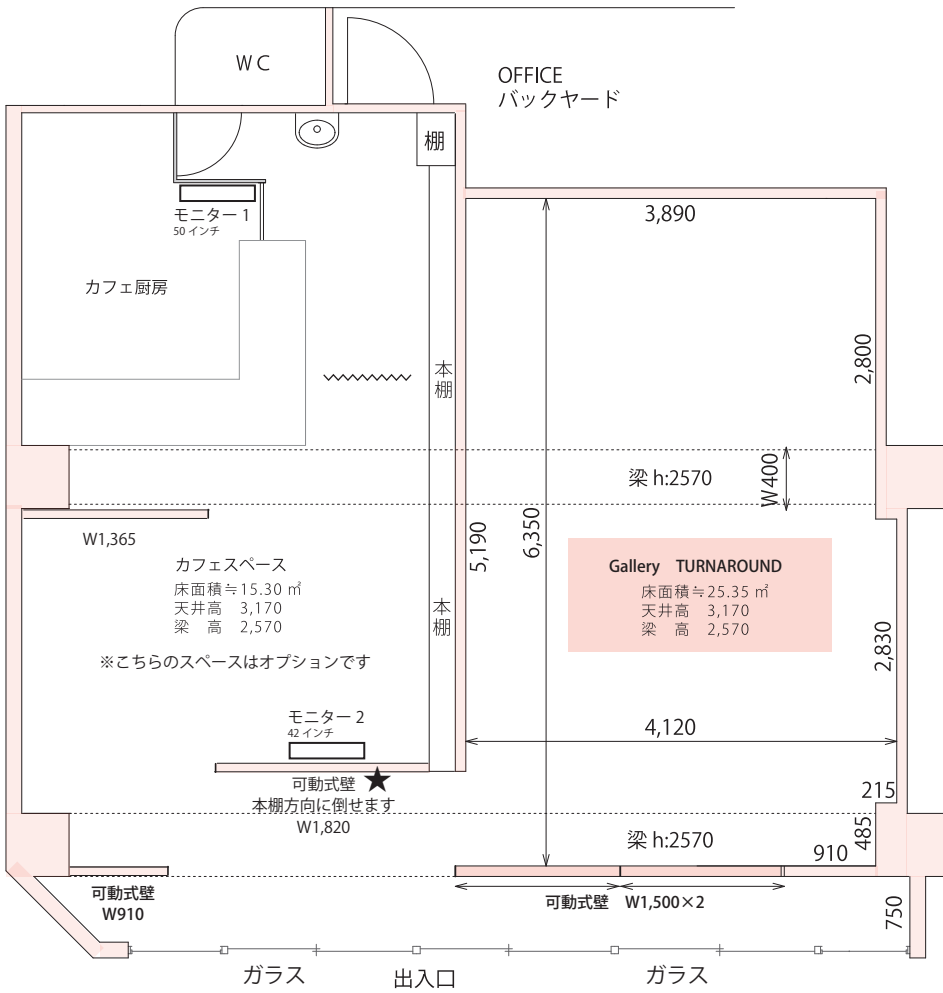 WC
OFFICE
バックヤード
棚
モニター 1
50 インチ
カフェ厨房
本棚
3,890
2,800
梁 h:2570
W400
W1,365
カフェスペース
床面積≒15.30 ㎡
天井高 3,170
梁 高 2,570
※こちらのスペースはオプションです
本棚
5,190
6,350
Gallery TURNAROUND
床面積≒25.35 ㎡
天井高 3,170
梁 高 2,570
2,830
4,120
モニター 2
42 インチ
可動式壁 ★
本棚方向に倒せます
W1,820
215
485
梁 h:2570
910
可動式壁
W910
可動式壁 W1,500×2
750
ガラス
出入口
ガラス